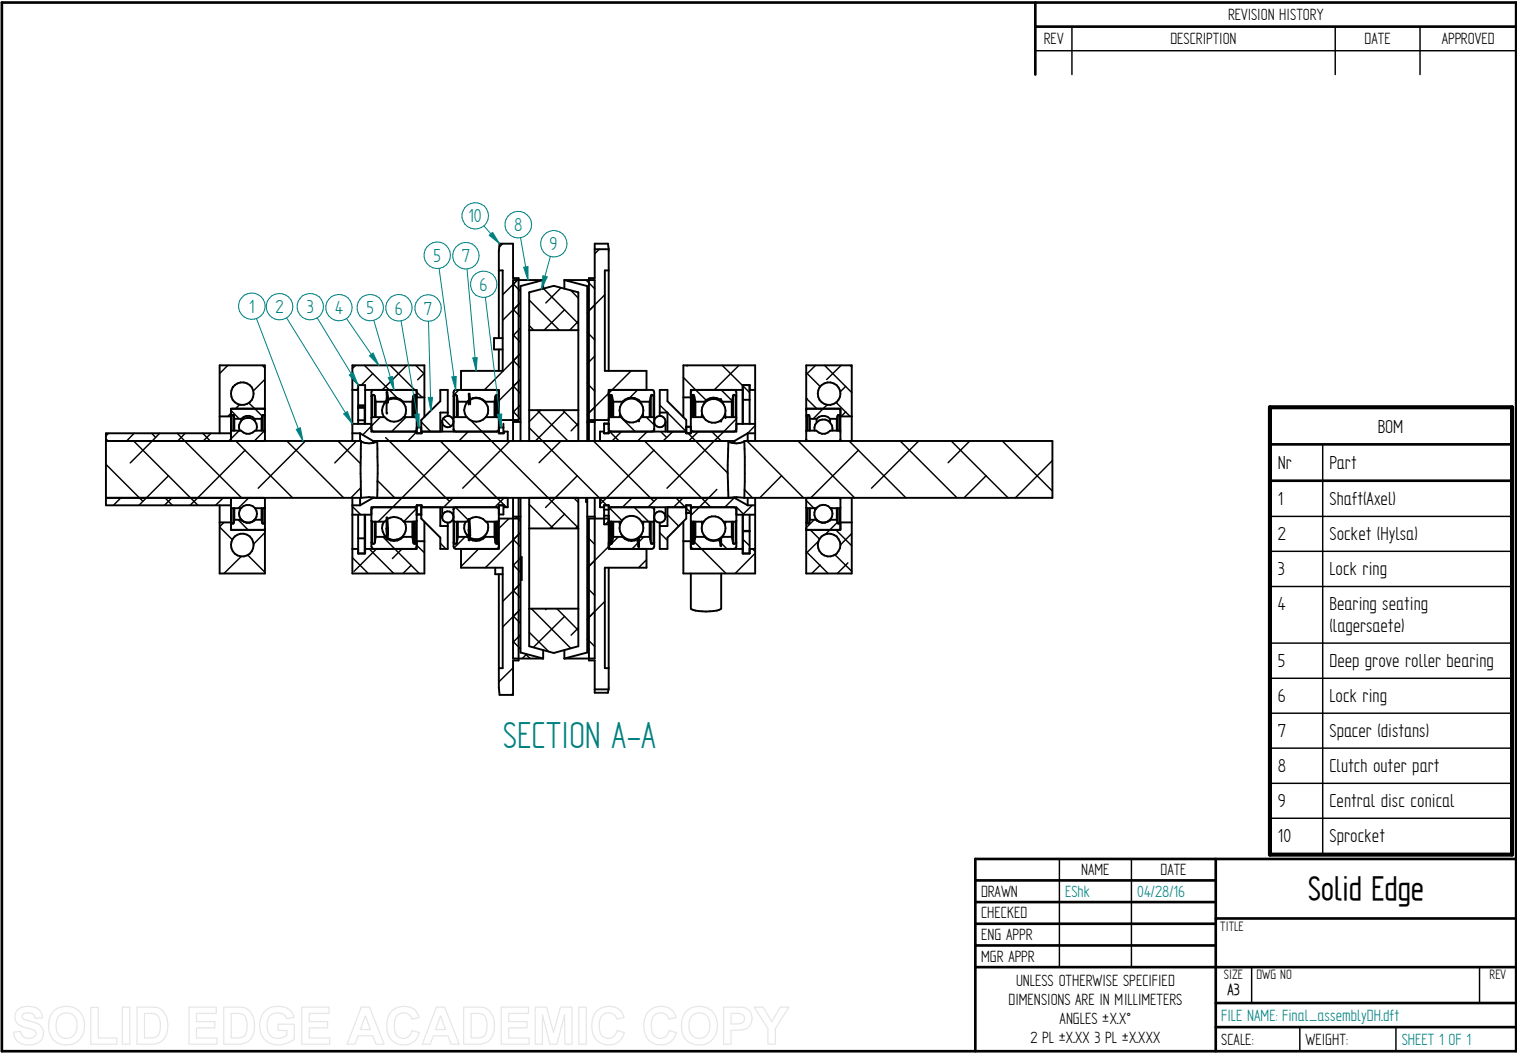 REVISION HISTORY
REV DESCRIPTION DATE APPROVED
10
8
9
5 7
6
1 2 3 4 5 6 7
SECTION A-A
BOM
Nr Part
1 Shaft(Axel)
2 Socket (Hylsa)
3 Lock ring
4 Bearing seating
(lagersaete)
5 Deep grove roller bearing
6 Lock ring
7 Spacer (distans)
8 Clutch outer part
9 Central disc conical
10 Sprocket
NAME DATE
DRAWN EShk 04/28/16
CHECKED
ENG APPR
MGR APPR
UNLESS OTHERWISE SPECIFIED
DIMENSIONS ARE IN MILLIMETERS
ANGLES ±X.X°
2 PL ±X.XX 3 PL ±X.XXX
Solid Edge
TITLE
SIZE DWG NO REV
A3
FILE NAME: Final_assemblyDH.dft
SCALE: WEIGHT: SHEET 1 OF 1
SOLID EDGE ACADEMIC COPY